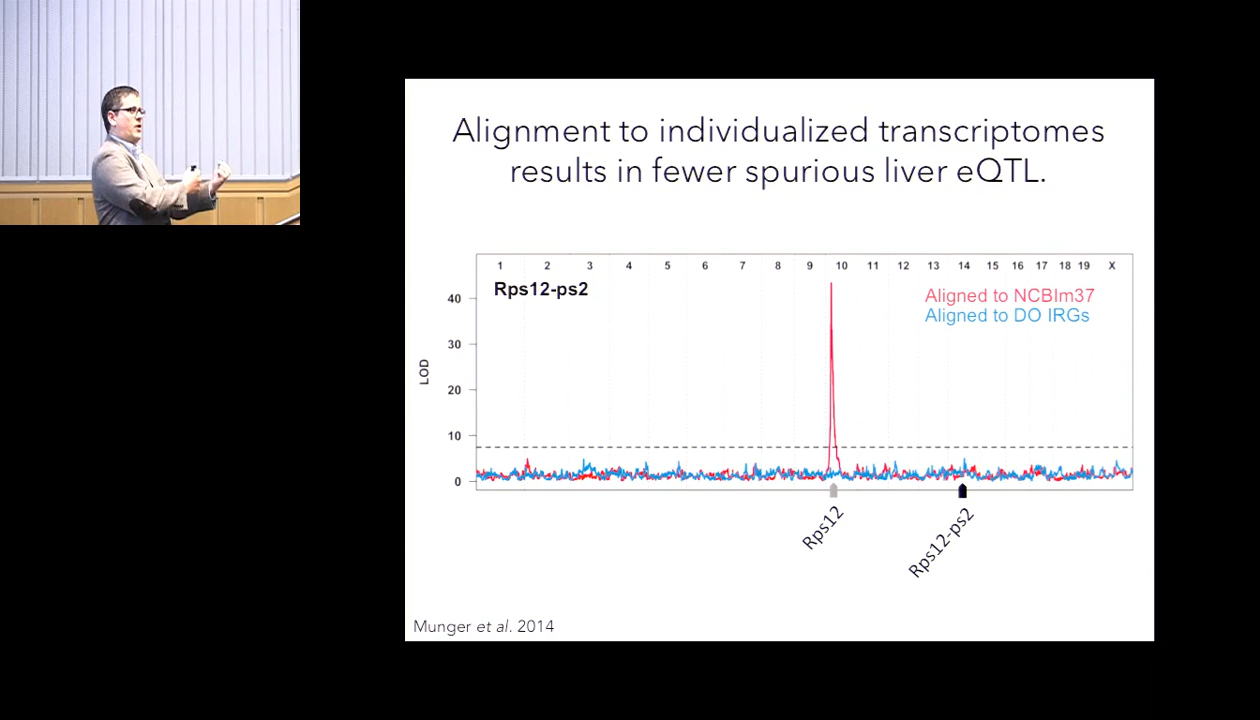 Alignment to individualized transcriptomes
results in fewer spurious liver eQTL.
1 2 3 4 5 6 7 8 9 10 11 12 13 14 15 16 17 18 19 X
Rps12-ps2
Aligned to NCBIm37
Aligned to DO IRGs
40
30
20
10
0
LOD
Rps12
Rps12-ps2
Munger et al. 2014